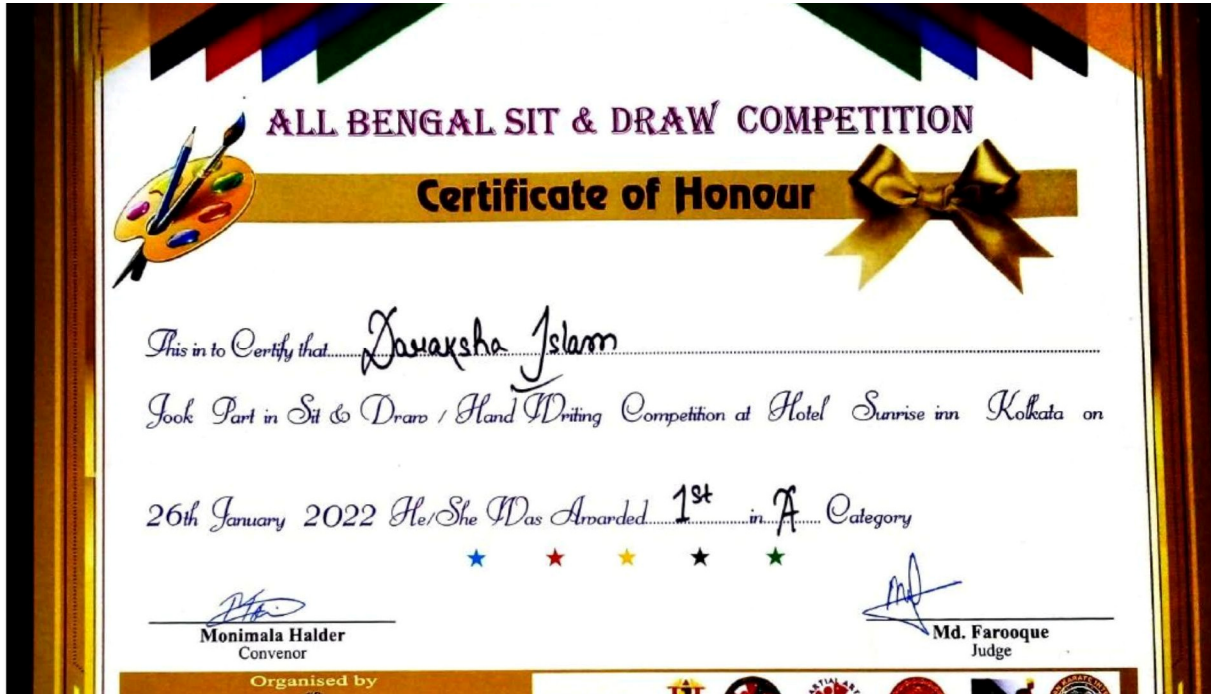 ALL BENGAL SIT & DRAW COMPETITION
Certificate of Honour
This in to Certify that Daraksha Islam
Took Part in Sit & Draw / Hand Writing Competition at Hotel Sunrise inn Kolkata on
26th January 2022 He/She Was Awarded 1st in A Category
Monimala Halder
Convenor
Md. Farooque
Judge
Organised by